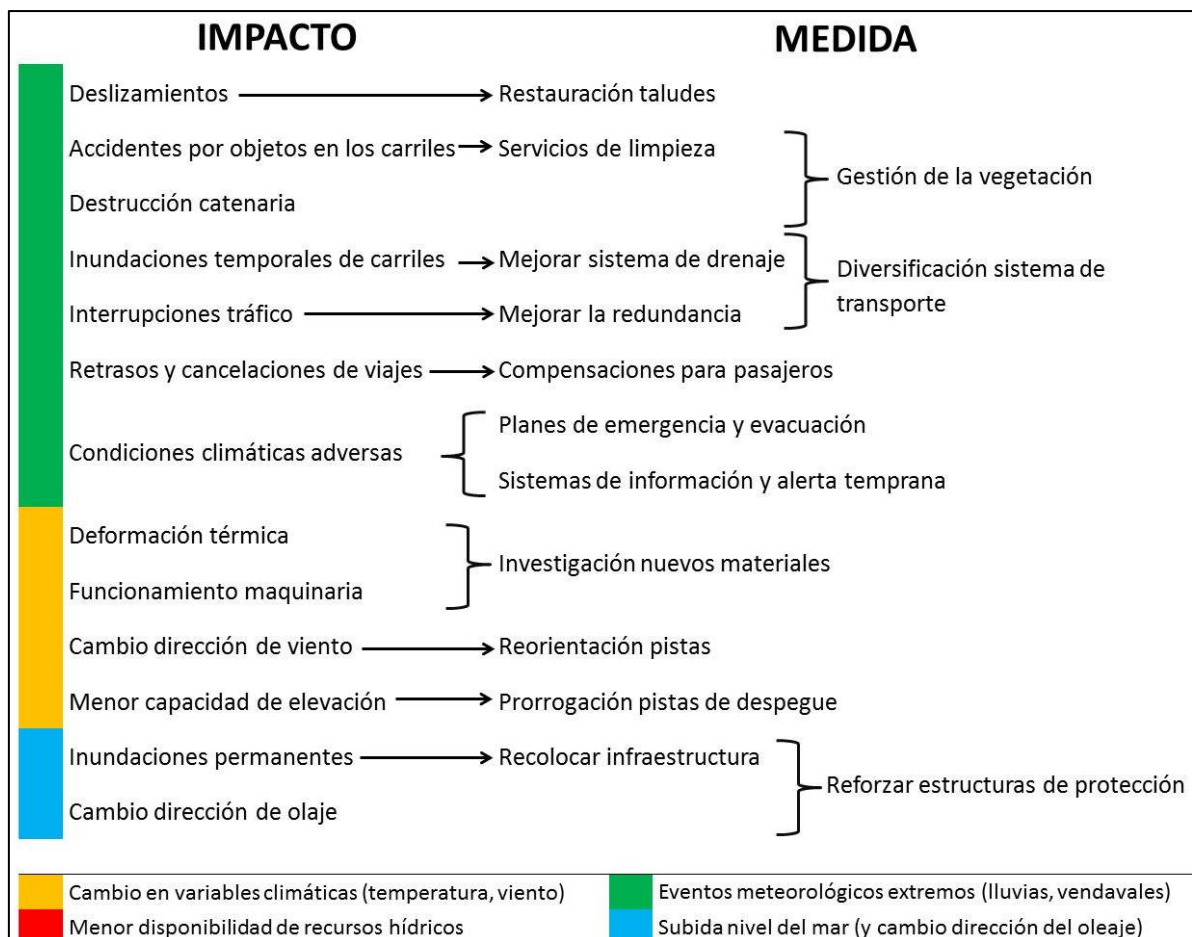 IMPACTO MEDIDA
Deslizamientos Restauración taludes
Accidentes por objetos en los carriles Servicios de limpieza
Gestión de la vegetación
Destrucción catenaria
Inundaciones temporales de carriles Mejorar sistema de drenaje
Diversificación sistema de
transporte
Interrupciones tráfico Mejorar la redundancia
Retrasos y cancelaciones de viajes Compensaciones para pasajeros
Planes de emergencia y evacuación
Condiciones climáticas adversas
Sistemas de información y alerta temprana
Deformación térmica
Investigación nuevos materiales
Funcionamiento maquinaria
Cambio dirección de viento Reorientación pistas
Menor capacidad de elevación Prorrogación pistas de despegue
Inundaciones permanentes Recolocar infraestructura
Reforzar estructuras de protección
Cambio dirección de olaje
Cambio en variables climáticas (temperatura, viento) Eventos meteorológicos extremos (lluvias, vendavales)
Menor disponibilidad de recursos hídricos Subida nivel del mar (y cambio dirección del oleaje)